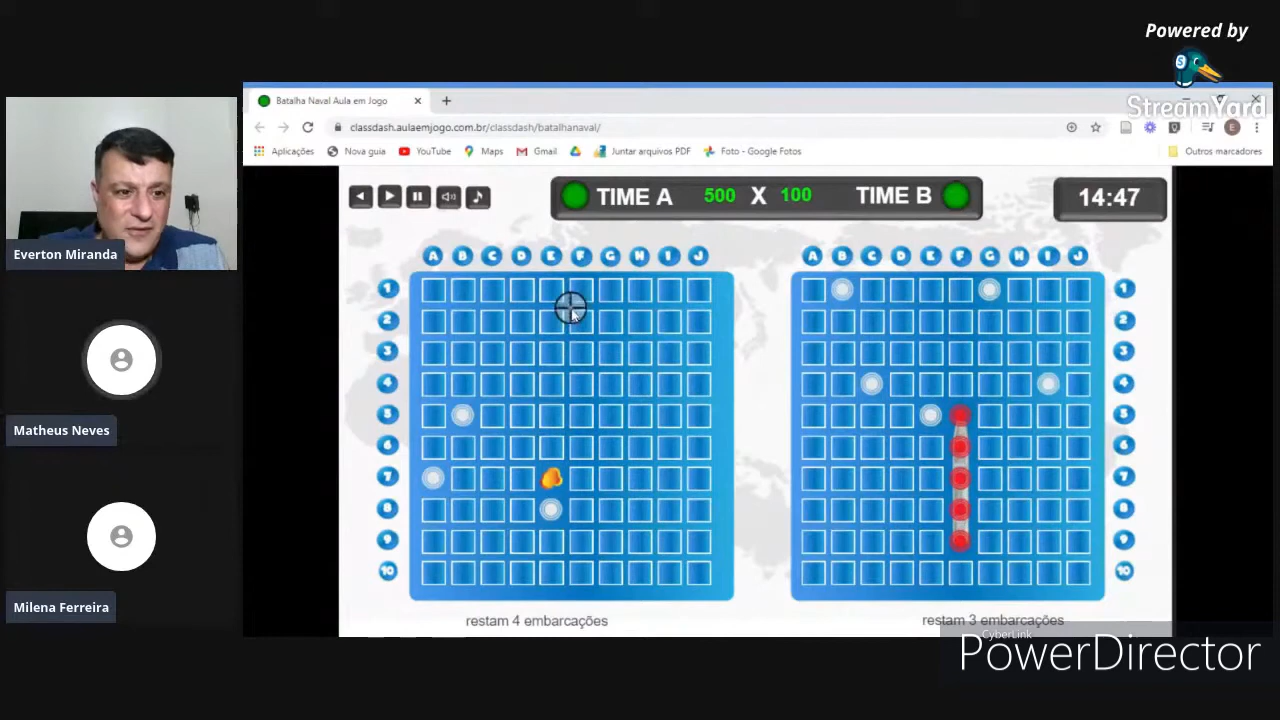 Powered by
StreamYard
Batalha Naval Aula em Jogo
classdash.aulaemjogo.com.br/classdash/batalhanaval/
E
Aplicações Nova guia YouTube Maps Gmail Juntar arquivos PDF Foto - Google Fotos Outros marcadores
TIME A 500 X 100 TIME B 14:47
A B C D E F G H I J A B C D E F G H I J
1 1
2 2
3 3
4 4
5 5
6 6
7 7
8 8
9 9
10 10
restam 4 embarcações restam 3 embarcações
Everton Miranda
Matheus Neves
Milena Ferreira
CyberLink
PowerDirector